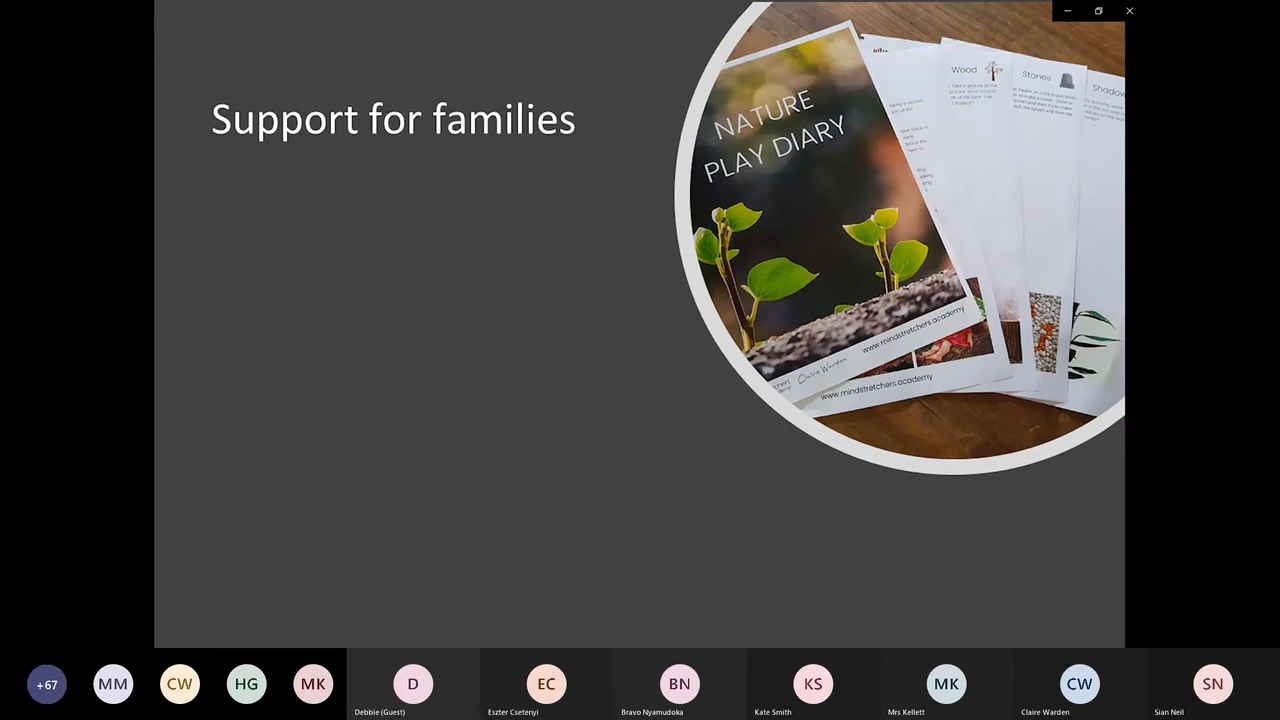 Support for families
NATURE
PLAY DIARY
Wood
Stones
Shadow
www.mindstretchers.academy
Claire Warden
www.mindstretchers.academy
+67
MM
CW
HG
MK
D
EC
BN
KS
MK
CW
SN
Debbie (Guest)
Eszter Csetenyi
Bravo Nyamudoka
Kate Smith
Mrs Kellett
Claire Warden
Sian Neil